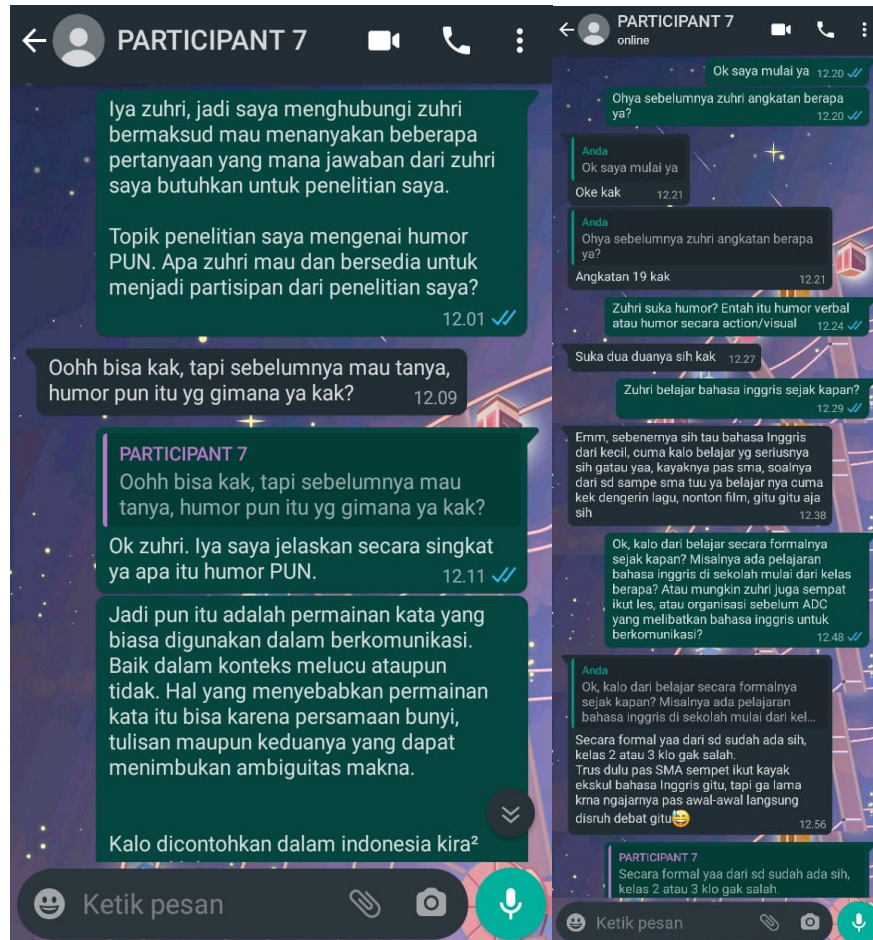 PARTICIPANT 7
Iya zuhri, jadi saya menghubungi zuhri
bermaksud mau menanyakan beberapa
pertanyaan yang mana jawaban dari zuhri
saya butuhkan untuk penelitian saya.
Topik penelitian saya mengenai humor
PUN. Apa zuhri mau dan bersedia untuk
menjadi partisipan dari penelitian saya?
12.01
Oohh bisa kak, tapi sebelumnya mau tanya,
humor pun itu yg gimana ya kak? 12.09
PARTICIPANT 7
Oohh bisa kak, tapi sebelumnya mau
tanya, humor pun itu yg gimana ya kak?
Ok zuhri. Iya saya jelaskan secara singkat
ya apa itu humor PUN. 12.11
Jadi pun itu adalah permainan kata yang
biasa digunakan dalam berkomunikasi.
Baik dalam konteks melucu ataupun
tidak. Hal yang menyebabkan permainan
kata itu bisa karena persamaan bunyi,
tulisan maupun keduanya yang dapat
menimbukan ambiguitas makna.
Kalo dicontohkan dalam indonesia kira²
Ketik pesan
PARTICIPANT 7
online
Ok saya mulai ya 12.20
Ohya sebelumnya zuhri angkatan berapa
ya? 12.20
Anda
Ok saya mulai ya
Oke kak 12.21
Anda
Ohya sebelumnya zuhri angkatan berapa
ya?
Angkatan 19 kak 12.21
Zuhri suka humor? Entah itu humor verbal
atau humor secara action/visual 12.24
Suka dua duanya sih kak 12.27
Zuhri belajar bahasa inggris sejak kapan?
12.29
Emm, sebenernya sih tau bahasa Inggris
dari kecil, cuma kalo belajar yg seriusnya
sih gatau yaa, kayaknya pas sma, soalnya
dari sd sampe sma tuu ya belajar nya cuma
kek dengerin lagu, nonton film, gitu gitu aja
sih 12.38
Ok, kalo dari belajar secara formalnya
sejak kapan? Misalnya ada pelajaran
bahasa inggris di sekolah mulai dari kelas
berapa? Atau mungkin zuhri juga sempat
ikut les, atau organisasi sebelum ADC
yang melibatkan bahasa inggris untuk
berkomunikasi? 12.48
Anda
Ok, kalo dari belajar secara formalnya
sejak kapan? Misalnya ada pelajaran
bahasa inggris di sekolah mulai dari kel...
Secara formal yaa dari sd sudah ada sih,
kelas 2 atau 3 klo gak salah.
Trus dulu pas SMA sempet ikut kayak
ekskul bahasa Inggris gitu, tapi ga lama
krna ngajarnya pas awal-awal langsung
disruh debat gitu😅 12.56
PARTICIPANT 7
Secara formal yaa dari sd sudah ada sih,
kelas 2 atau 3 klo gak salah.
Ketik pesan